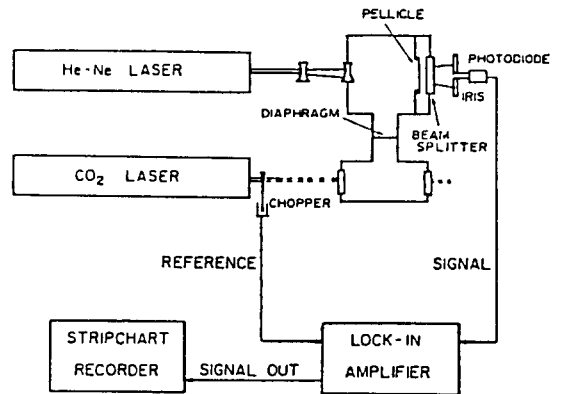 PELLICLE
He-Ne LASER
PHOTODIODE
IRIS
DIAPHRAGM
BEAM
SPLITTER
CO₂ LASER
CHOPPER
REFERENCE
SIGNAL
STRIPCHART
RECORDER
SIGNAL OUT
LOCK-IN
AMPLIFIER